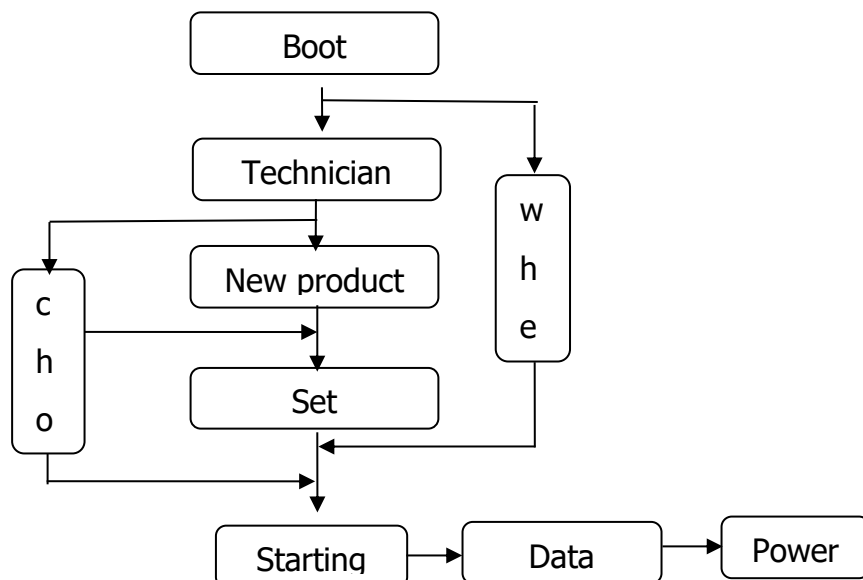 Boot
Technician
w
h
e
New product
c
h
o
Set
Starting
Data
Power